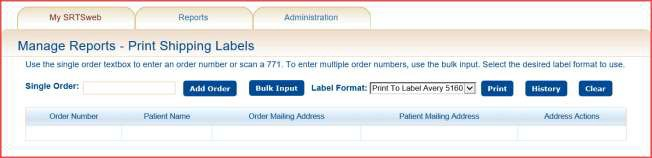 My SRTSweb Reports Administration
Manage Reports - Print Shipping Labels
Use the single order textbox to enter an order number or scan a 771. To enter multiple order numbers, use the bulk input. Select the desired label format to use.
Single Order: Add Order Bulk Input Label Format: Print To Label Avery 5160 Print History Clear
Order Number Patient Name Order Mailing Address Patient Mailing Address Address Actions